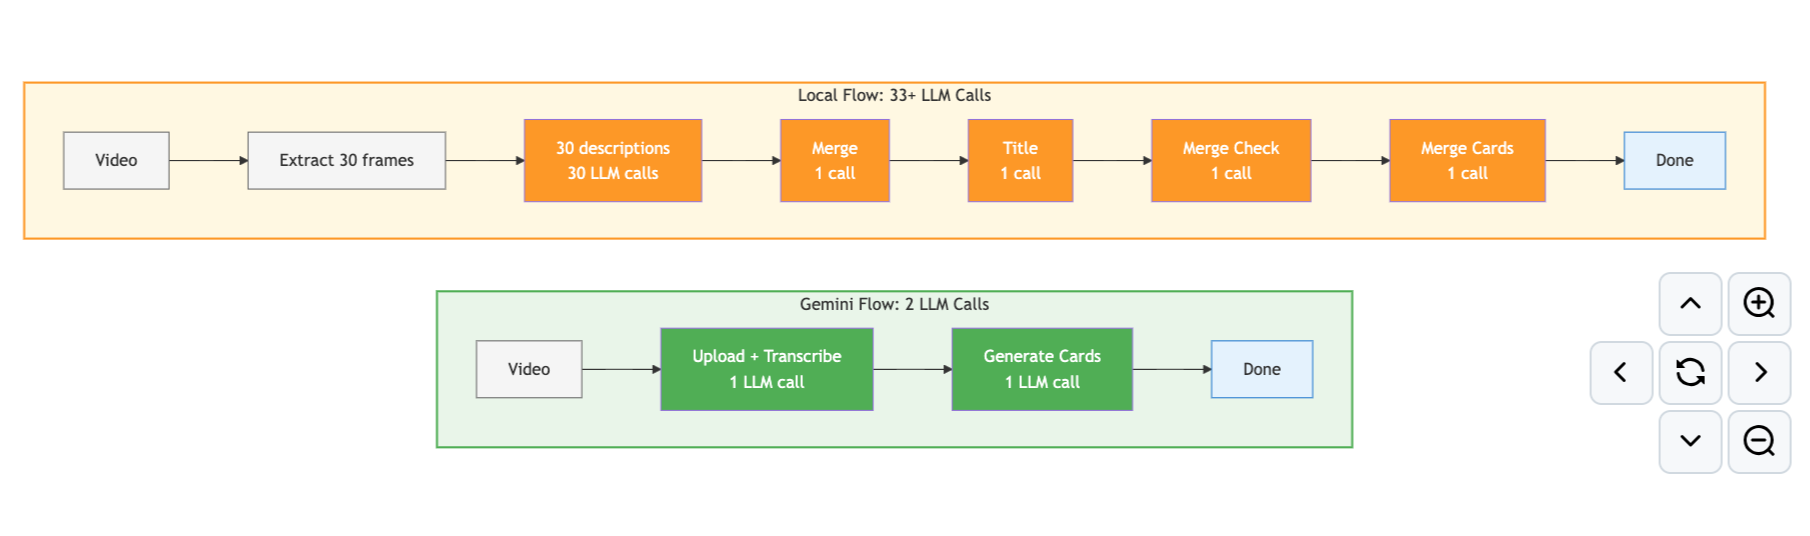 Local Flow: 33+ LLM Calls
Video
Extract 30 frames
30 descriptions
30 LLM calls
Merge
1 call
Title
1 call
Merge Check
1 call
Merge Cards
1 call
Done
Gemini Flow: 2 LLM Calls
Video
Upload + Transcribe
1 LLM call
Generate Cards
1 LLM call
Done